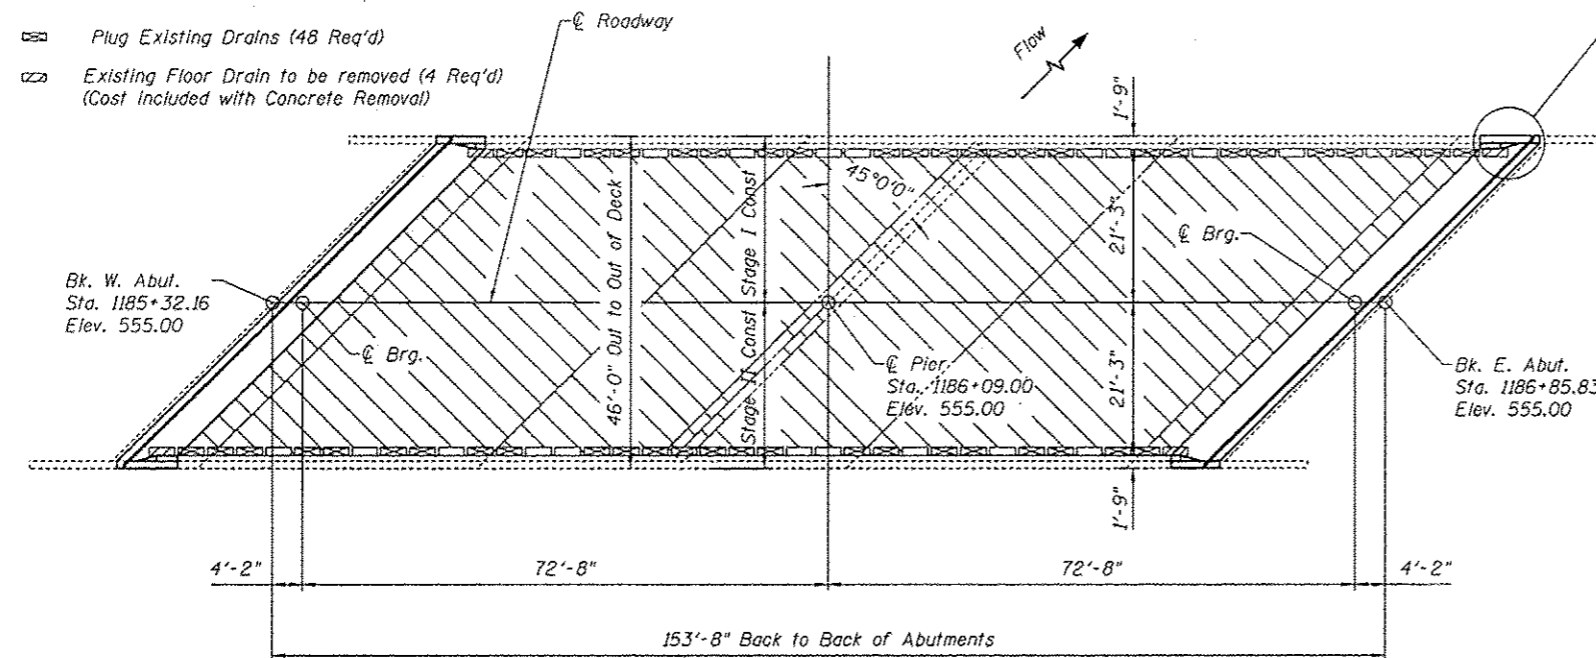 Plug Existing Drains (48 Req'd)
Existing Floor Drain to be removed (4 Req'd)
(Cost Included with Concrete Removal)
℄ Roadway
Flow
1'-9"
45°0'0"
46'-0" Out to Out of Deck
Stage I Const
Stage II Const
21'-3"
℄ Brg.
Bk. W. Abut.
Sta. 1185+32.16
Elev. 555.00
℄ Brg.
℄ Pier
Sta. 1186+09.00
Elev. 555.00
21'-3"
Bk. E. Abut.
Sta. 1186+85.83
Elev. 555.00
1'-9"
4'-2"
72'-8"
72'-8"
4'-2"
153'-8" Back to Back of Abutments